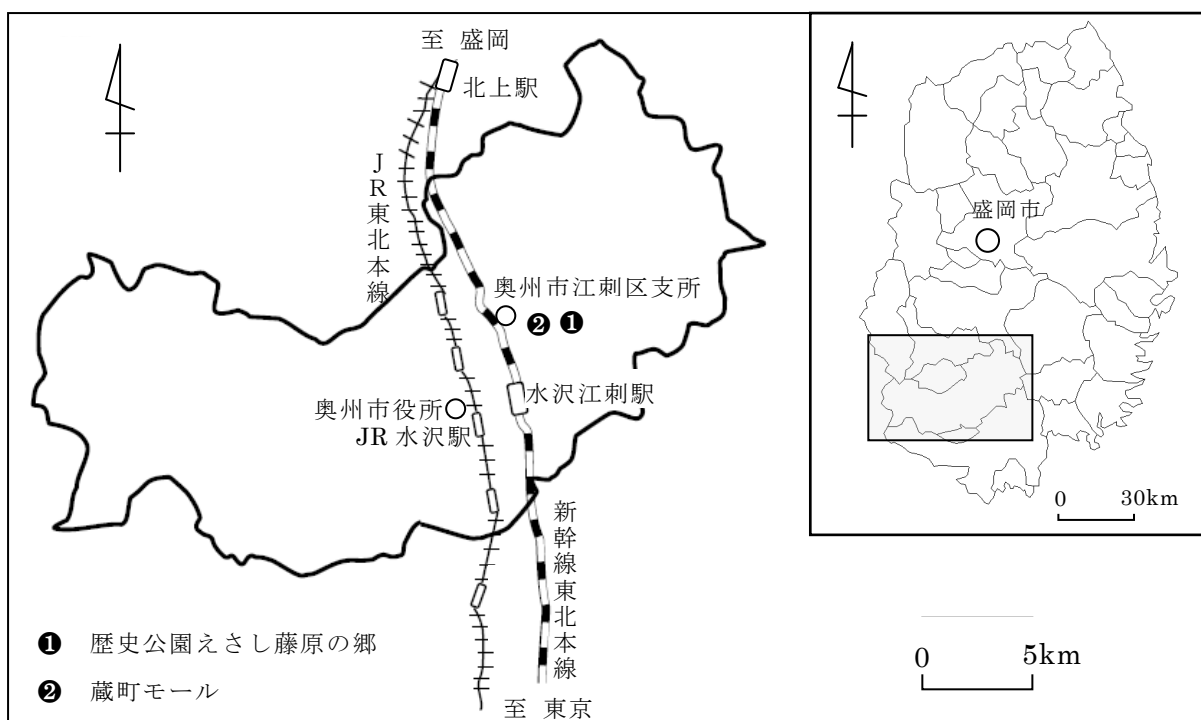 至 盛岡
北上駅
JR東北本線
奥州市江刺区支所
❷ ❶
水沢江刺駅
奥州市役所
JR 水沢駅
新幹線東北本線
❶ 歴史公園えさし藤原の郷
❷ 蔵町モール
至 東京
盛岡市
0 30km
0 5km